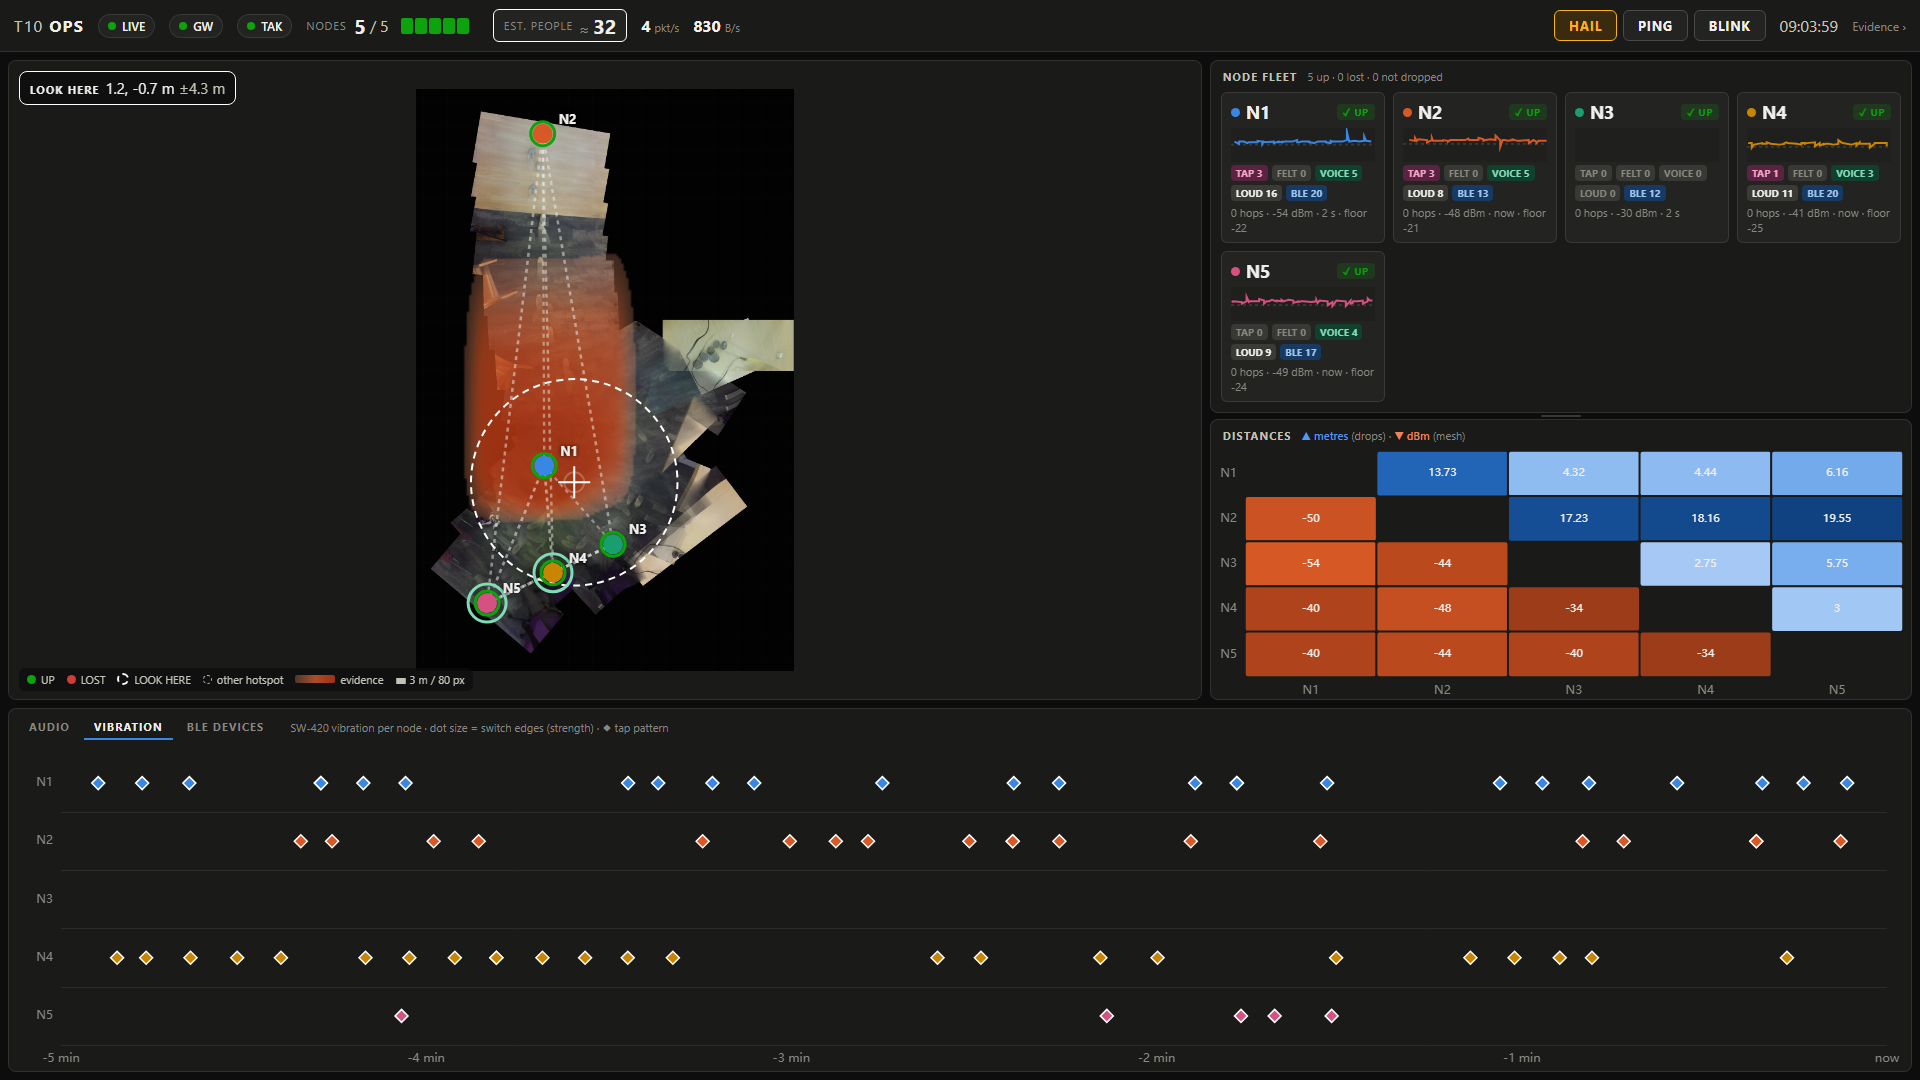 T10 OPS LIVE GW TAK NODES 5 / 5 EST. PEOPLE ≈ 32 4 pkt/s 830 B/s HAIL PING BLINK 09:03:59 Evidence ›
LOOK HERE 1.2, -0.7 m ±4.3 m
N2
N1
N3
N4
N5
UP LOST LOOK HERE other hotspot evidence 3 m / 80 px
NODE FLEET 5 up · 0 lost · 0 not dropped
N1 ✓ UP
TAP 3 FELT 0 VOICE 5
LOUD 16 BLE 20
0 hops · -54 dBm · 2 s · floor
-22
N2 ✓ UP
TAP 3 FELT 0 VOICE 5
LOUD 8 BLE 13
0 hops · -48 dBm · now · floor
-21
N3 ✓ UP
TAP 0 FELT 0 VOICE 0
LOUD 0 BLE 12
0 hops · -30 dBm · 2 s
N4 ✓ UP
TAP 1 FELT 0 VOICE 3
LOUD 11 BLE 20
0 hops · -41 dBm · now · floor
-25
N5 ✓ UP
TAP 0 FELT 0 VOICE 4
LOUD 9 BLE 17
0 hops · -49 dBm · now · floor
-24
DISTANCES ▲ metres (drops) · ▼ dBm (mesh)
N1 13.73 4.32 4.44 6.16
N2 -50 17.23 18.16 19.55
N3 -54 -44 2.75 5.75
N4 -40 -48 -34 3
N5 -40 -44 -40 -34
N1 N2 N3 N4 N5
AUDIO VIBRATION BLE DEVICES SW-420 vibration per node · dot size = switch edges (strength) · ◆ tap pattern
N1
N2
N3
N4
N5
-5 min -4 min -3 min -2 min -1 min now